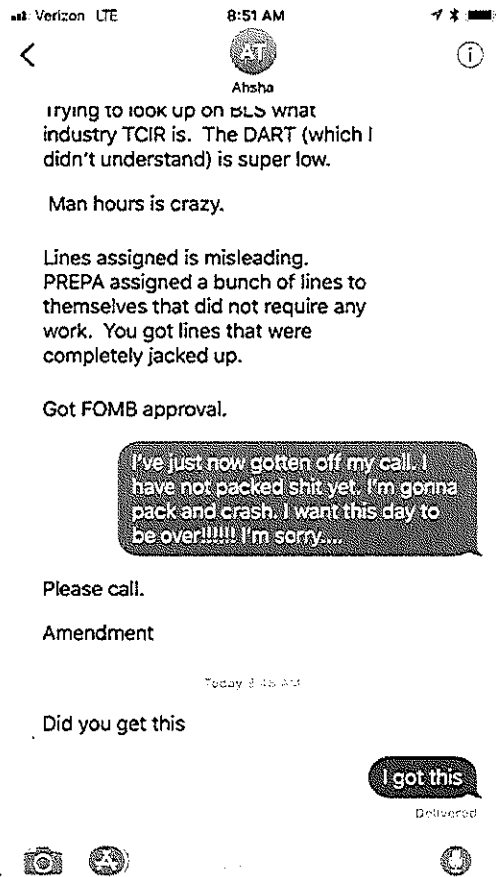 Verizon LTE 8:51 AM
AT
Ahsha
Trying to look up on BLS what
industry TCIR is. The DART (which I
didn't understand) is super low.
Man hours is crazy.
Lines assigned is misleading.
PREPA assigned a bunch of lines to
themselves that did not require any
work. You got lines that were
completely jacked up.
Got FOMB approval.
I've just now gotten off my call. I
have not packed shit yet. I'm gonna
pack and crash. I want this day to
be over!!!!!! I'm sorry....
Please call.
Amendment
Today
Did you get this
I got this
Delivered